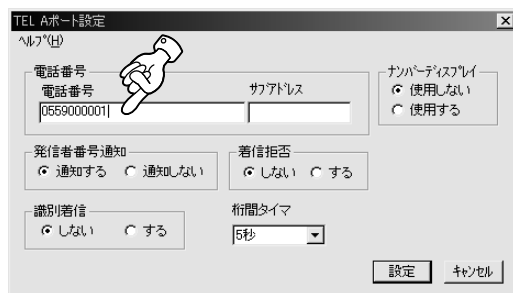 TEL Aポート設定
ﾍﾙﾌﾟ(H)
電話番号
ナンバーディスプレイ
電話番号 サブアドレス
使用しない
0559000001
使用する
発信者番号通知
着信拒否
通知する 通知しない
しない する
識別着信
桁間タイマ
しない する
5秒
設定 ｷｬﾝｾﾙ